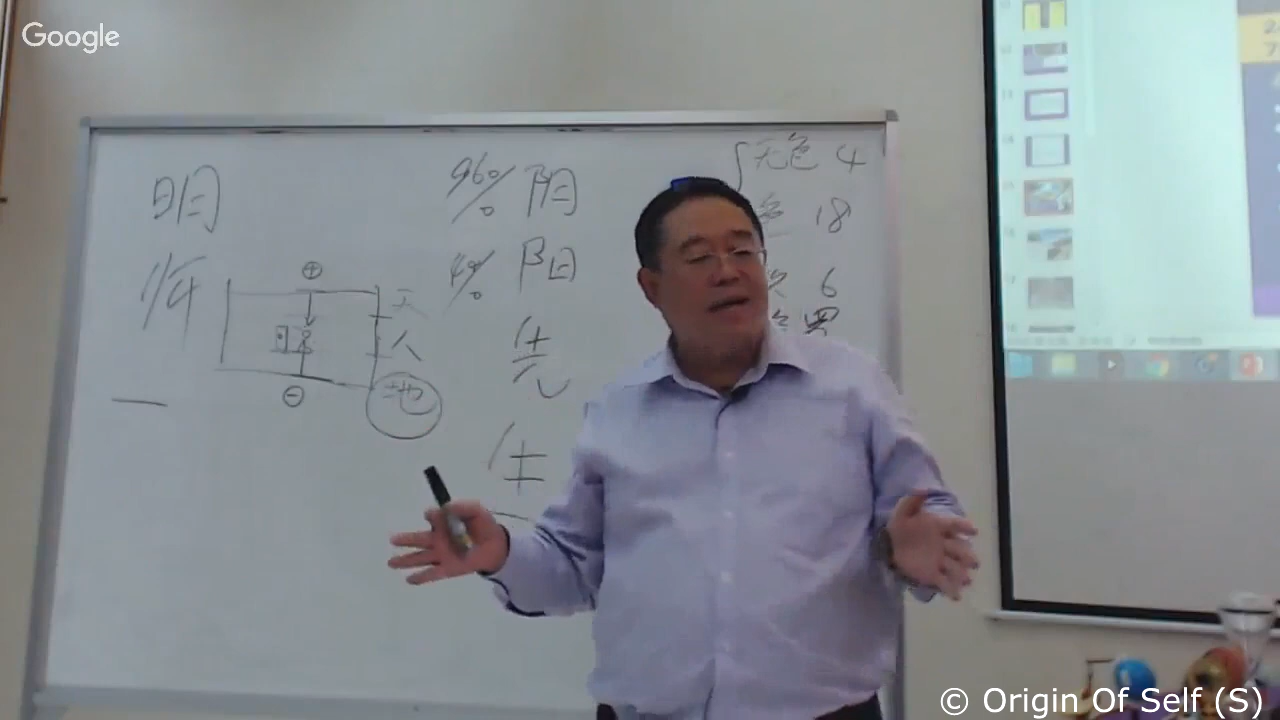 Google
明
师
一
⊕
天
人
地
⊖
96%
阴
4%
阳
先
生
无色 4
色 18
6
界
© Origin Of Self (S)